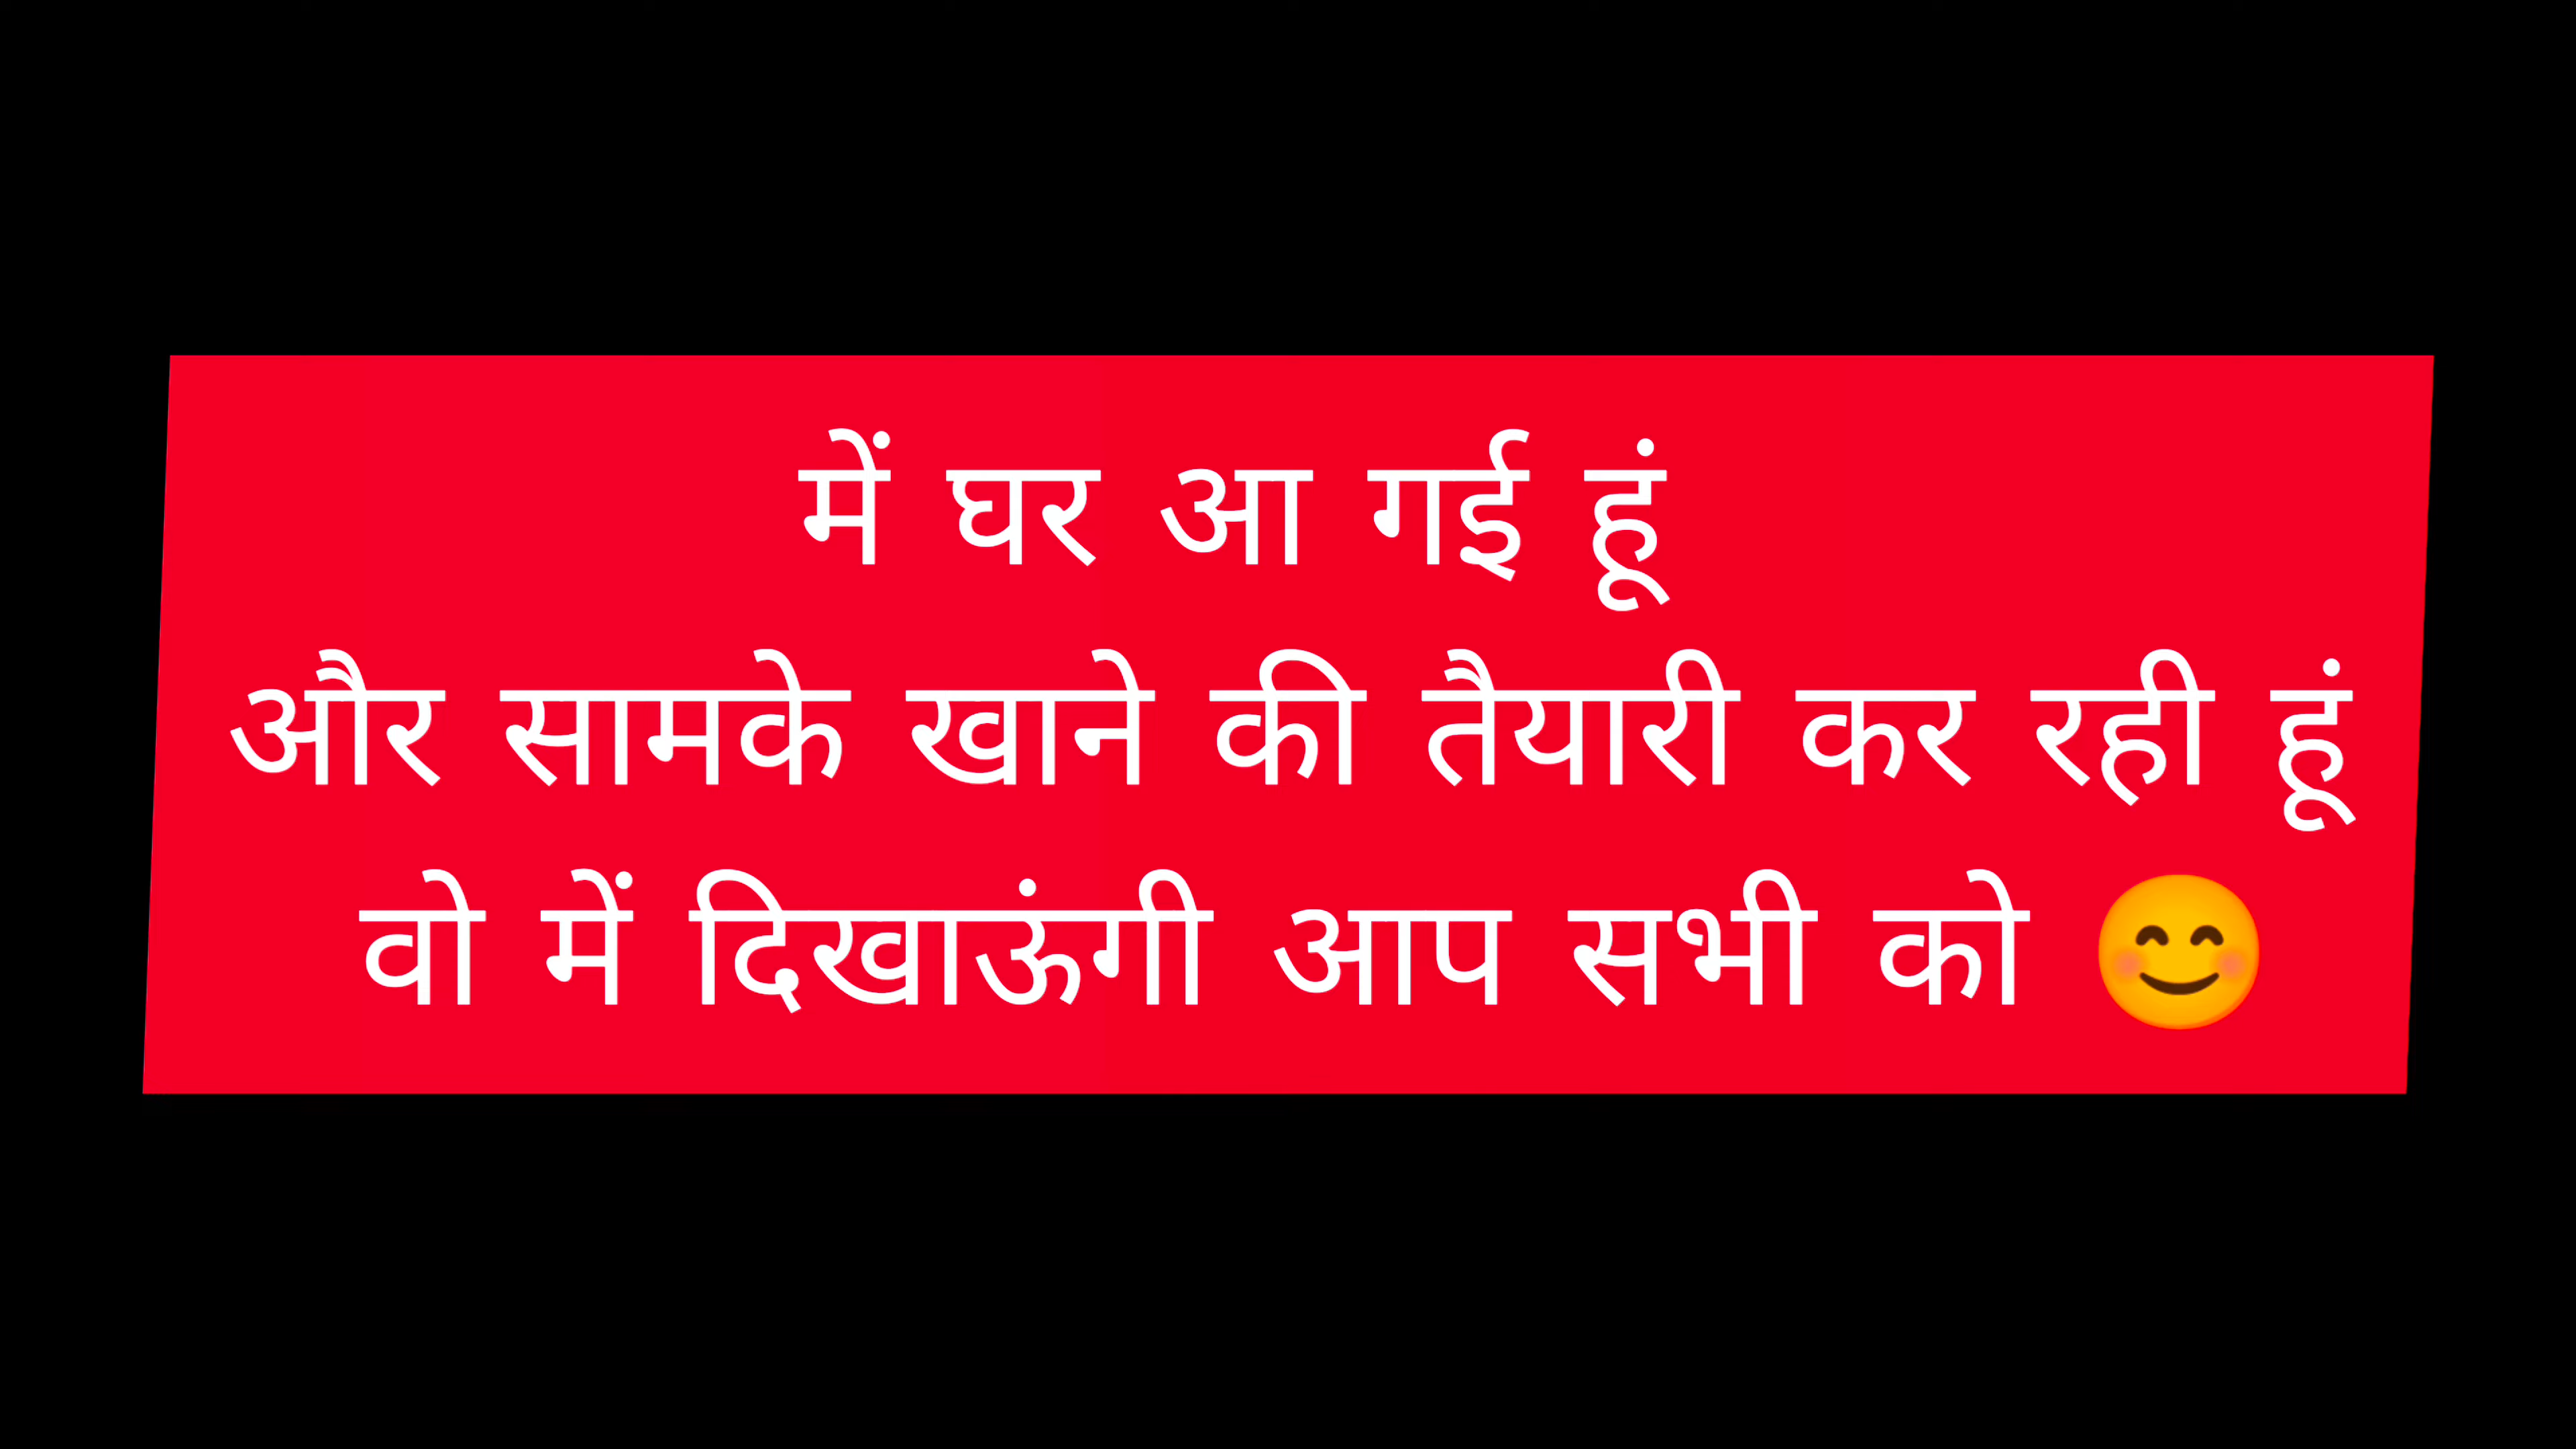 में घर आ गई हूं
और सामके खाने की तैयारी कर रही हूं
वो में दिखाऊंगी आप सभी को 😊